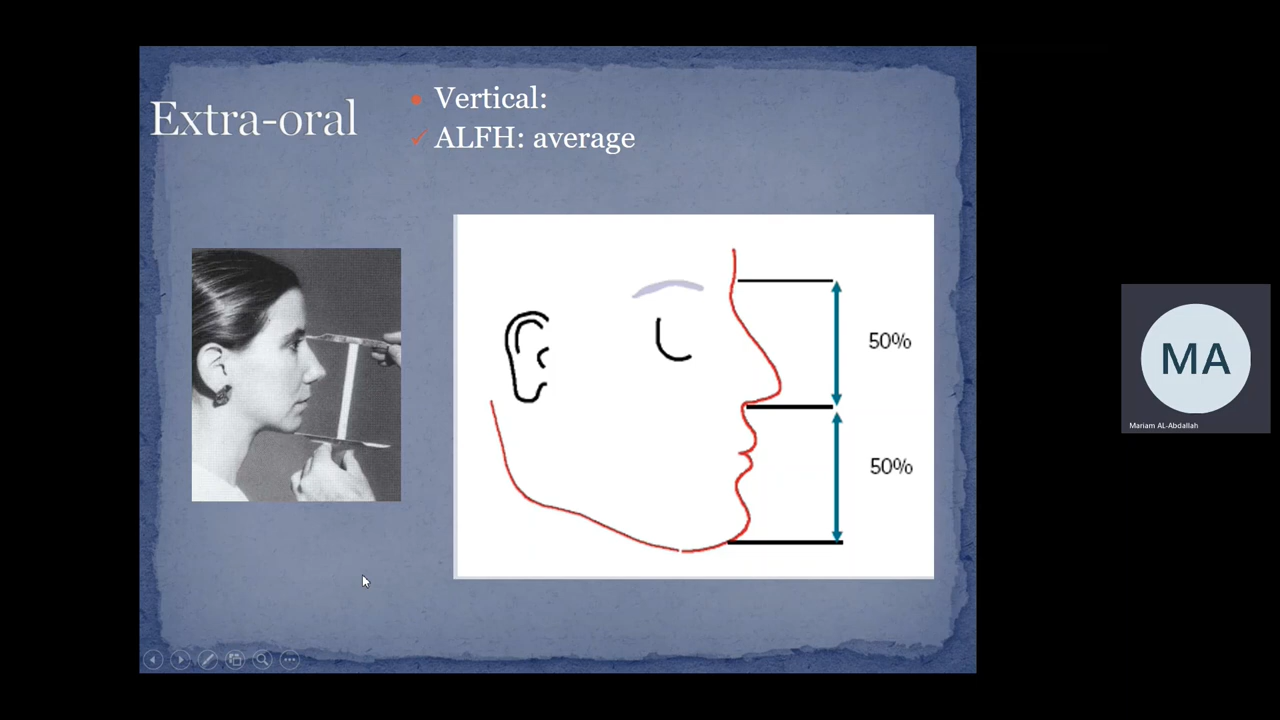 Extra-oral
Vertical:
ALFH: average
50%
50%
MA
Mariam AL-Abdallah